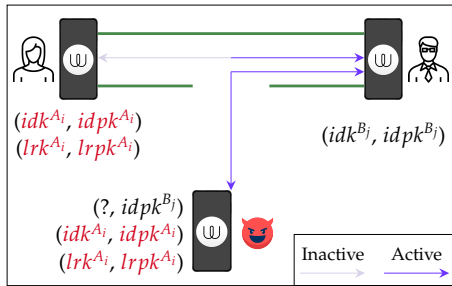 (idk^{A_i}, idpk^{A_i})
(lrk^{A_i}, lrpk^{A_i})
(idk^{B_j}, idpk^{B_j})
(?, idpk^{B_j})
(idk^{A_i}, idpk^{A_i})
(lrk^{A_i}, lrpk^{A_i})
Inactive Active